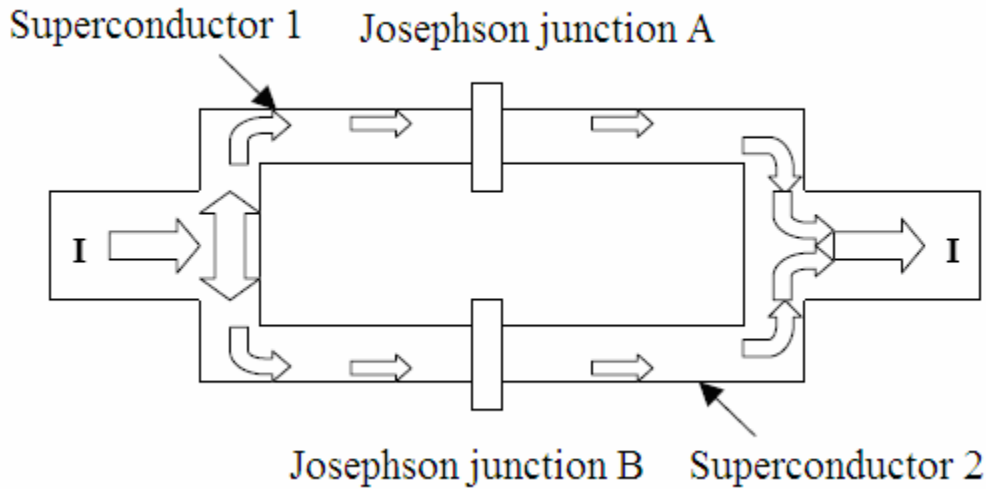 Superconductor 1
Josephson junction A
I
I
Josephson junction B
Superconductor 2